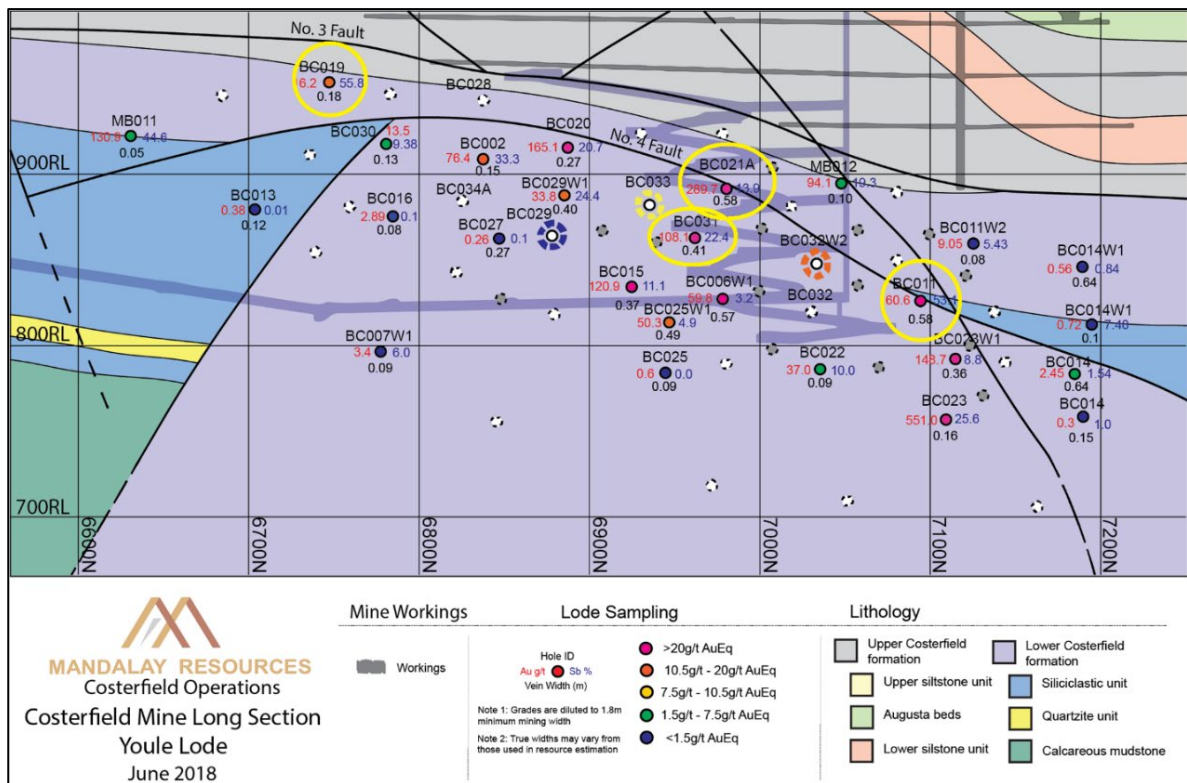 No. 3 Fault
BC019
6.2 55.8
0.18
BC028
MB011
130.8 44.6
0.05
BC030 13.5
9.38
0.13
BC002
76.4 33.3
0.15
BC020
165.1 20.7
0.27
No. 4 Fault
BC021A
289.7 13.9
0.58
MB012
94.1 19.3
0.10
900RL
BC013
0.38 0.01
0.12
BC016
2.89 0.1
0.08
BC034A
BC029W1
33.8 24.4
0.40
BC033
BC027
0.26 0.1
0.27
BC029
BC031
108.1 22.4
0.41
BC032W2
BC011W2
9.05 5.43
0.08
BC014W1
0.56 0.84
0.64
BC015
120.9 11.1
0.37
BC006W1
59.8 3.2
0.57
BC032
BC011
60.6
0.58
BC025W1
50.3 4.9
0.49
BC014W1
0.72 7.48
0.1
800RL
BC007W1
3.4 6.0
0.09
BC025
0.6 0.0
0.09
BC022
37.0 10.0
0.09
BC023W1
148.7 8.8
0.36
BC014
2.45 1.54
0.64
BC023
551.0 25.6
0.16
BC014
0.3 1.0
0.15
700RL
6600N 6700N 6800N 6900N 7000N 7100N 7200N
MANDALAY RESOURCES
Costerfield Operations
Costerfield Mine Long Section
Youle Lode
June 2018
Mine Workings
Workings
Lode Sampling
Hole ID
Au g/t Sb %
Vein Width (m)
Note 1: Grades are diluted to 1.8m
minimum mining width
Note 2: True widths may vary from
those used in resource estimation
>20g/t AuEq
10.5g/t - 20g/t AuEq
7.5g/t - 10.5g/t AuEq
1.5g/t - 7.5g/t AuEq
<1.5g/t AuEq
Lithology
Upper Costerfield
formation
Upper siltstone unit
Augusta beds
Lower silstone unit
Lower Costerfield
formation
Siliciclastic unit
Quartzite unit
Calcareous mudstone